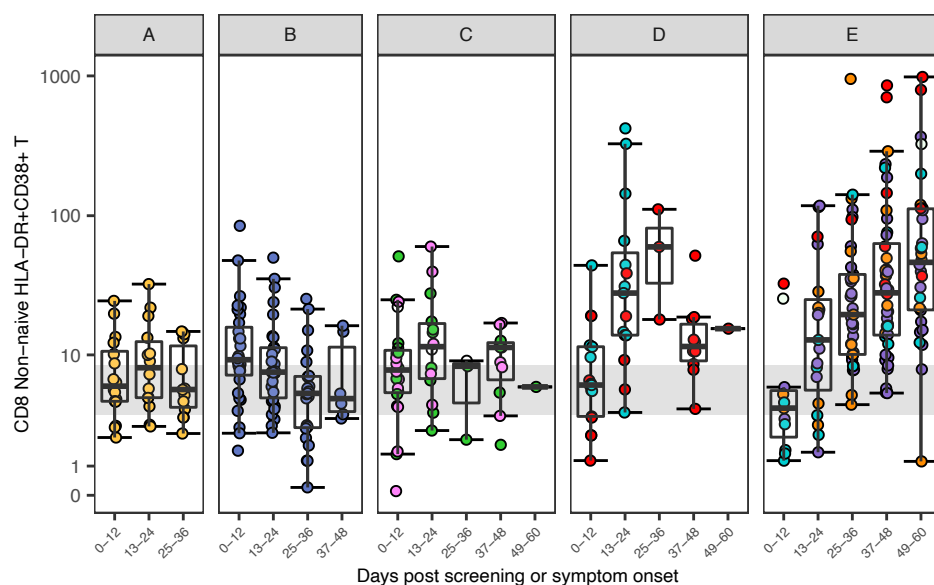 A B C D E
CD8 Non-naive HLA-DR+CD38+ T
1000
100
10
1
0
0-12 13-24 25-36 0-12 13-24 25-36 37-48 0-12 13-24 25-36 37-48 49-60 0-12 13-24 25-36 37-48 49-60 0-12 13-24 25-36 37-48 49-60
Days post screening or symptom onset